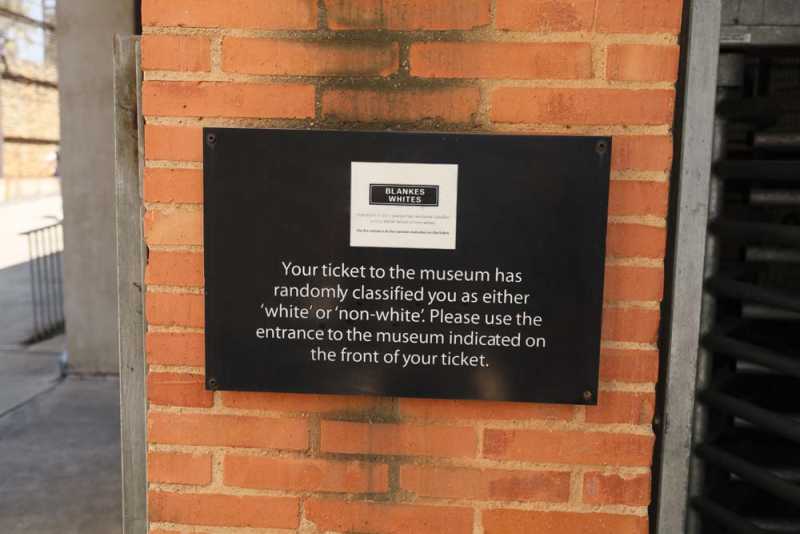 BLANKES
WHITES
Your ticket to the museum has
randomly classified you as either
‘white’ or ‘non-white’. Please use the
entrance to the museum indicated on
the front of your ticket.